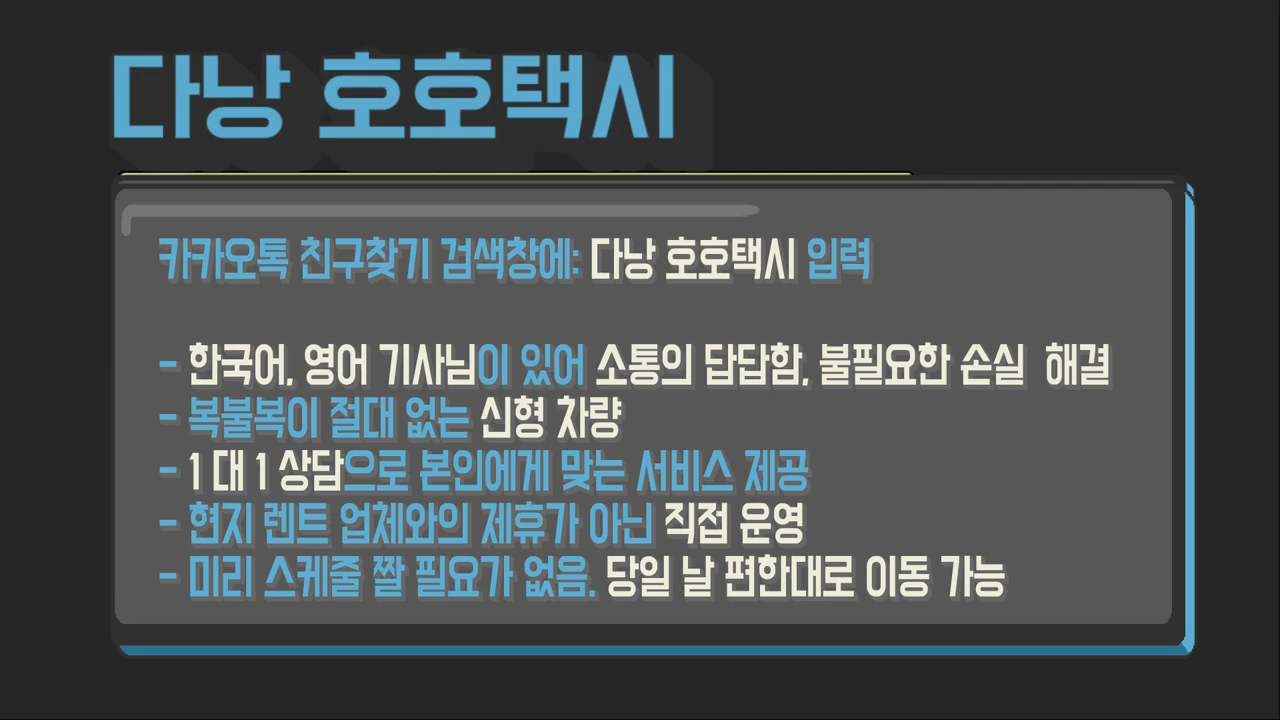 다낭 호호택시
카카오톡 친구찾기 검색창에: 다낭 호호택시 입력
- 한국어, 영어 기사님이 있어 소통의 답답함, 불필요한 손실 해결
- 복불복이 절대 없는 신형 차량
- 1 대 1 상담으로 본인에게 맞는 서비스 제공
- 현지 렌트 업체와의 제휴가 아닌 직접 운영
- 미리 스케줄 짤 필요가 없음. 당일 날 편한대로 이동 가능